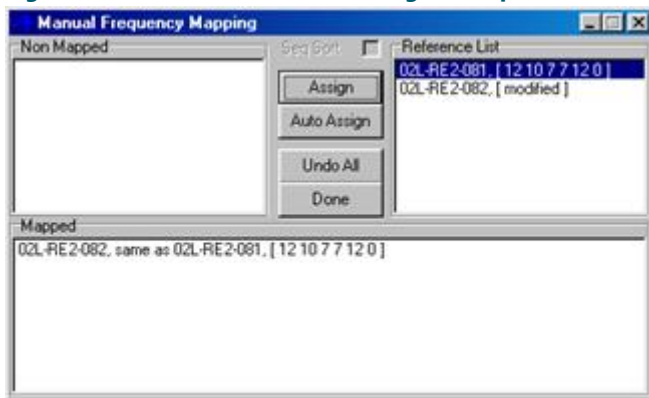 Manual Frequency Mapping
Non Mapped
Seq Sort
Reference List
02L-RE2-081, [ 12 10 7 7 12 0 ]
02L-RE2-082, [ modified ]
Assign
Auto Assign
Undo All
Done
Mapped
02L-RE2-082, same as 02L-RE2-081, [ 12 10 7 7 12 0 ]